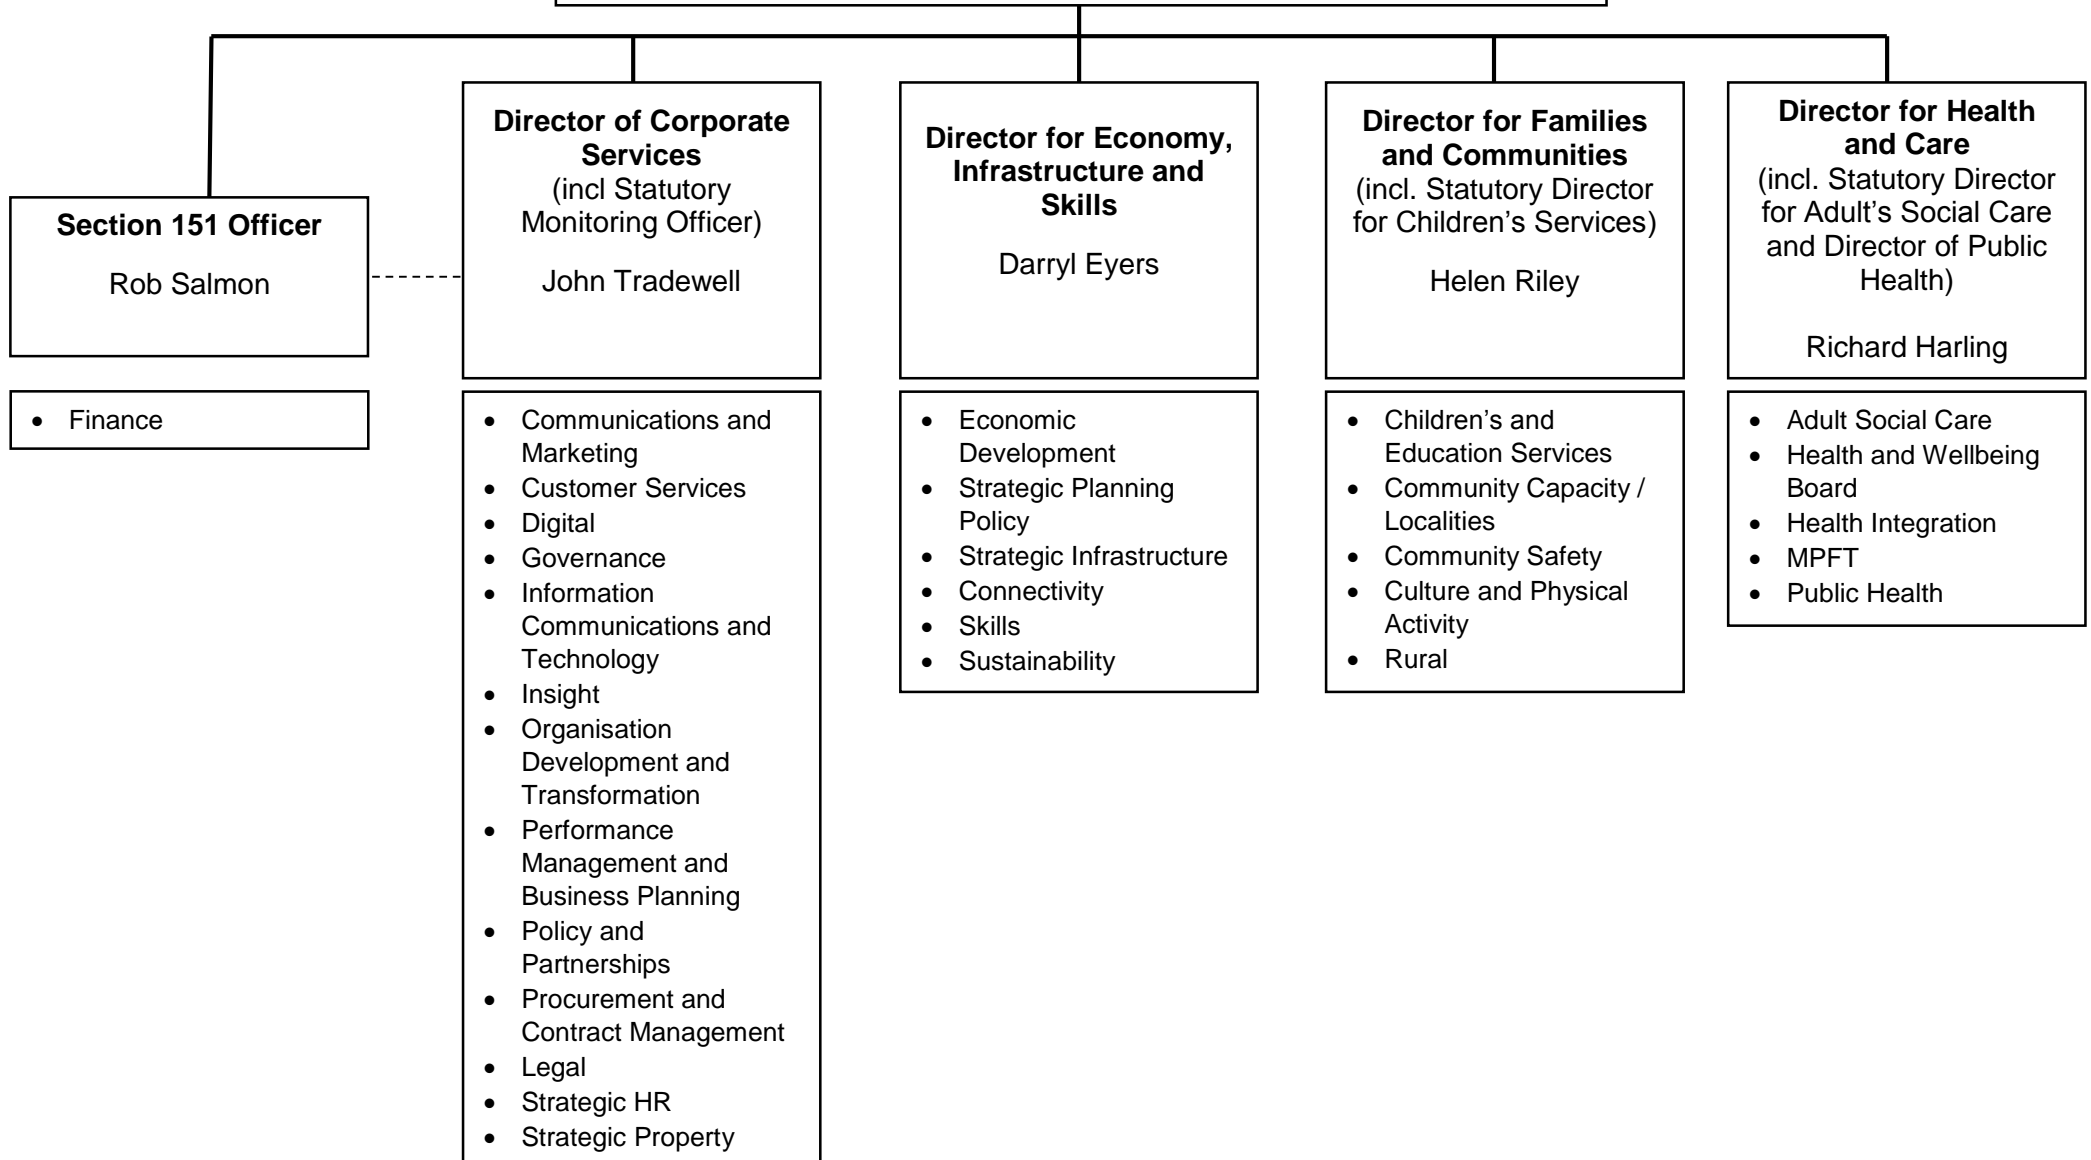 Section 151 Officer
Rob Salmon
• Finance
Director of Corporate
Services
(incl Statutory
Monitoring Officer)
John Tradewell
• Communications and
Marketing
• Customer Services
• Digital
• Governance
• Information
Communications and
Technology
• Insight
• Organisation
Development and
Transformation
• Performance
Management and
Business Planning
• Policy and
Partnerships
• Procurement and
Contract Management
• Legal
• Strategic HR
• Strategic Property
Director for Economy,
Infrastructure and
Skills
Darryl Eyers
• Economic
Development
• Strategic Planning
Policy
• Strategic Infrastructure
• Connectivity
• Skills
• Sustainability
Director for Families
and Communities
(incl. Statutory Director
for Children’s Services)
Helen Riley
• Children’s and
Education Services
• Community Capacity /
Localities
• Community Safety
• Culture and Physical
Activity
• Rural
Director for Health
and Care
(incl. Statutory Director
for Adult’s Social Care
and Director of Public
Health)
Richard Harling
• Adult Social Care
• Health and Wellbeing
Board
• Health Integration
• MPFT
• Public Health